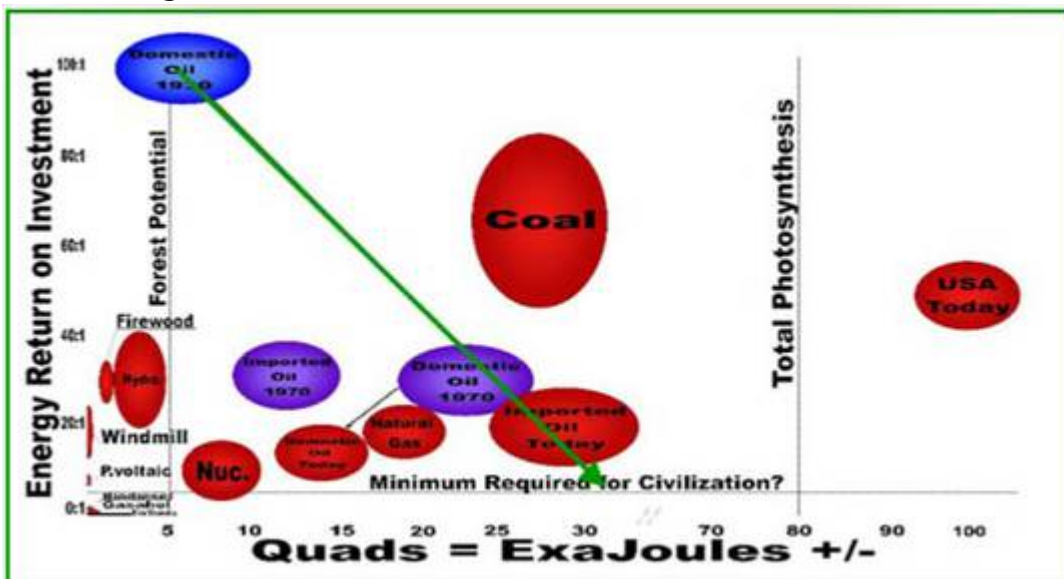 Energy Return on Investment
100:1
80:1
60:1
40:1
20:1
0:1
Domestic
Oil
Forest Potential
Firewood
Hydro
Windmill
P.voltaic
Gasahol
Nuc.
Imported
Oil
1970
Domestic
Oil
1970
Domestic
Oil
Today
Natural
Gas
Imported
Oil
Today
Coal
Total Photosynthesis
USA
Today
Minimum Required for Civilization?
5 10 15 20 25 30 70 80 90 100
Quads = ExaJoules +/-